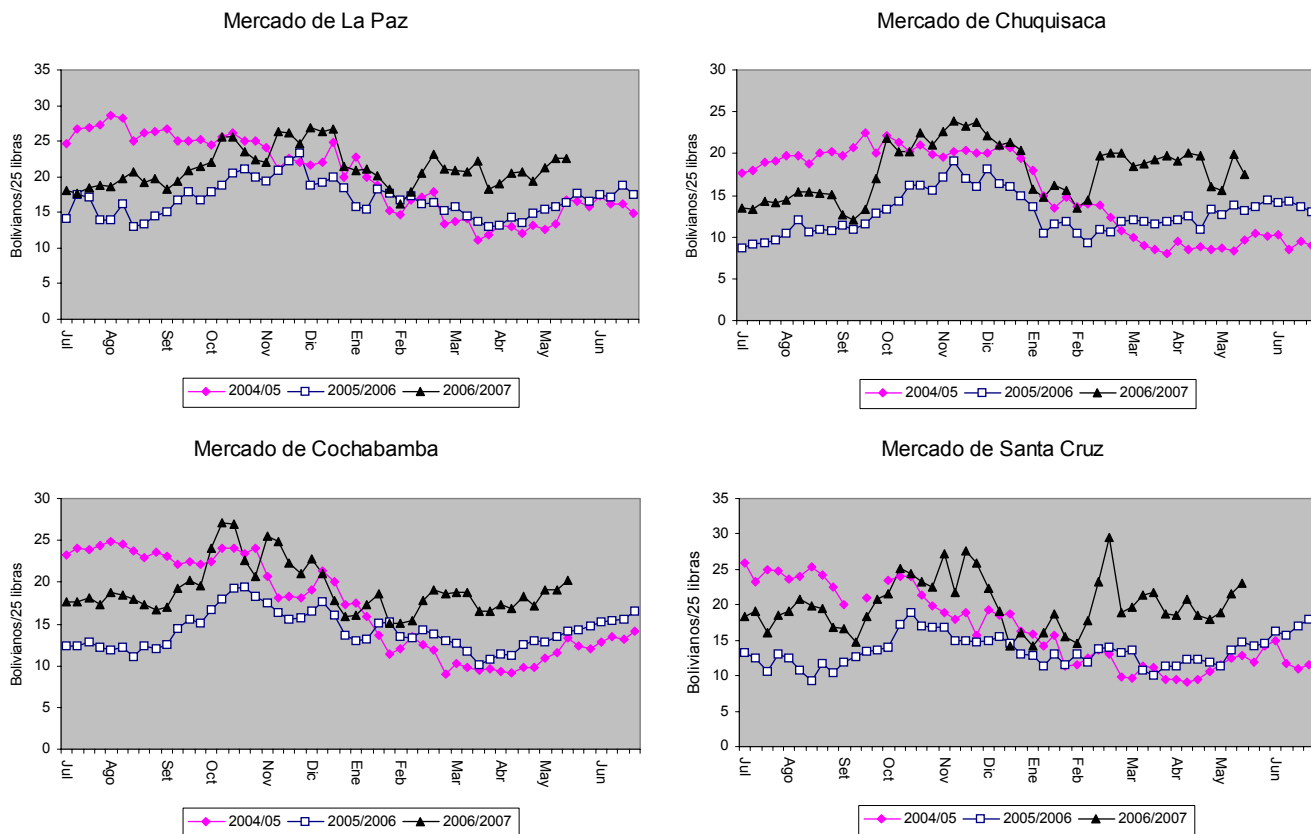 Mercado de La Paz
Bolivianos/25 libras
35
30
25
20
15
10
5
0
Jul Ago Set Oct Nov Dic Ene Feb Mar Abr May Jun
2004/05 2005/2006 2006/2007
Mercado de Chuquisaca
Bolivianos/25 libras
30
25
20
15
10
5
0
Jul Ago Set Oct Nov Dic Ene Feb Mar Abr May Jun
2004/05 2005/2006 2006/2007
Mercado de Cochabamba
Bolivianos/25 libras
30
25
20
15
10
5
0
Jul Ago Set Oct Nov Dic Ene Feb Mar Abr May Jun
2004/05 2005/2006 2006/2007
Mercado de Santa Cruz
Bolivianos/25 libras
35
30
25
20
15
10
5
0
Jul Ago Set Oct Nov Dic Ene Feb Mar Abr May Jun
2004/05 2005/2006 2006/2007